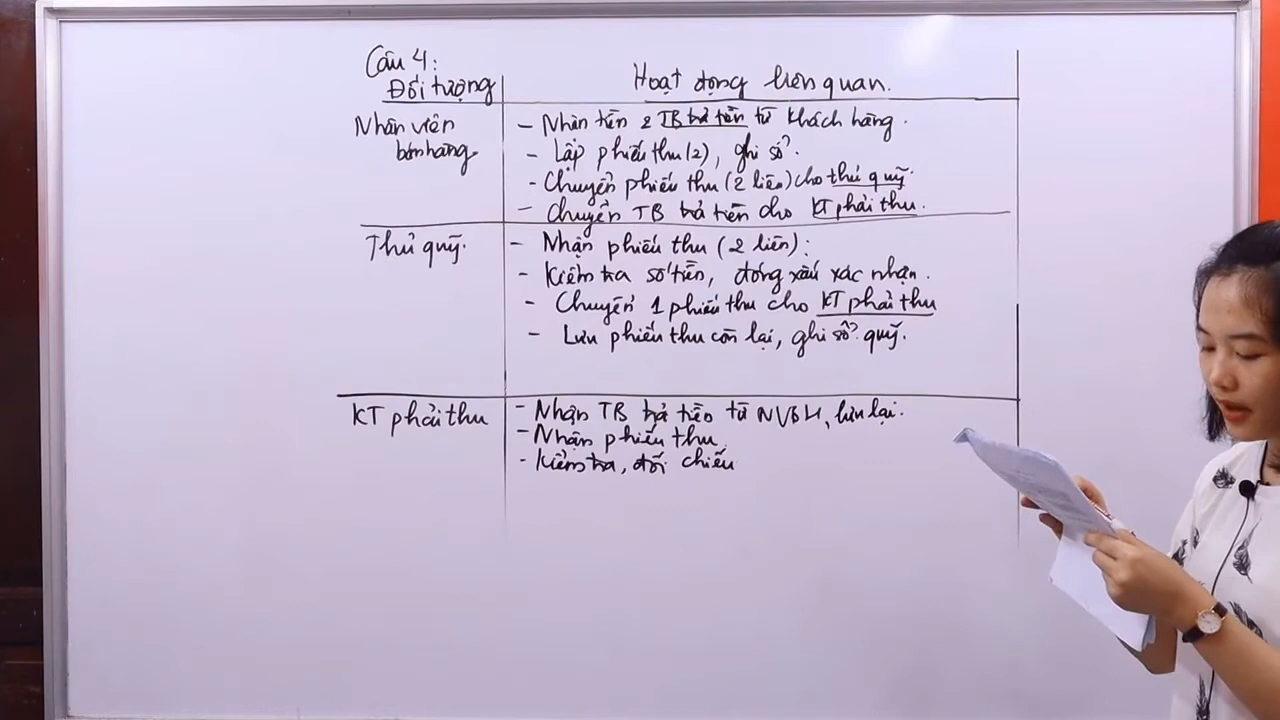 Câu 4:
Đối tượng
Hoạt động liên quan.
Nhân viên
bán hàng.
- Nhận tiền & TB trả tiền từ khách hàng.
- Lập phiếu thu (2), ghi sổ.
- Chuyển phiếu thu (2 liên) cho thủ quỹ.
- Chuyển TB trả tiền cho KT phải thu.
Thủ quỹ.
- Nhận phiếu thu (2 liên):
- Kiểm tra số tiền, đóng xấu xác nhận.
- Chuyển 1 phiếu thu cho KT phải thu
- Lưu phiếu thu còn lại, ghi sổ quỹ.
KT phải thu
- Nhận TB trả tiền từ NVBH, lưu lại.
- Nhận phiếu thu
- Kiểm tra, đối chiếu